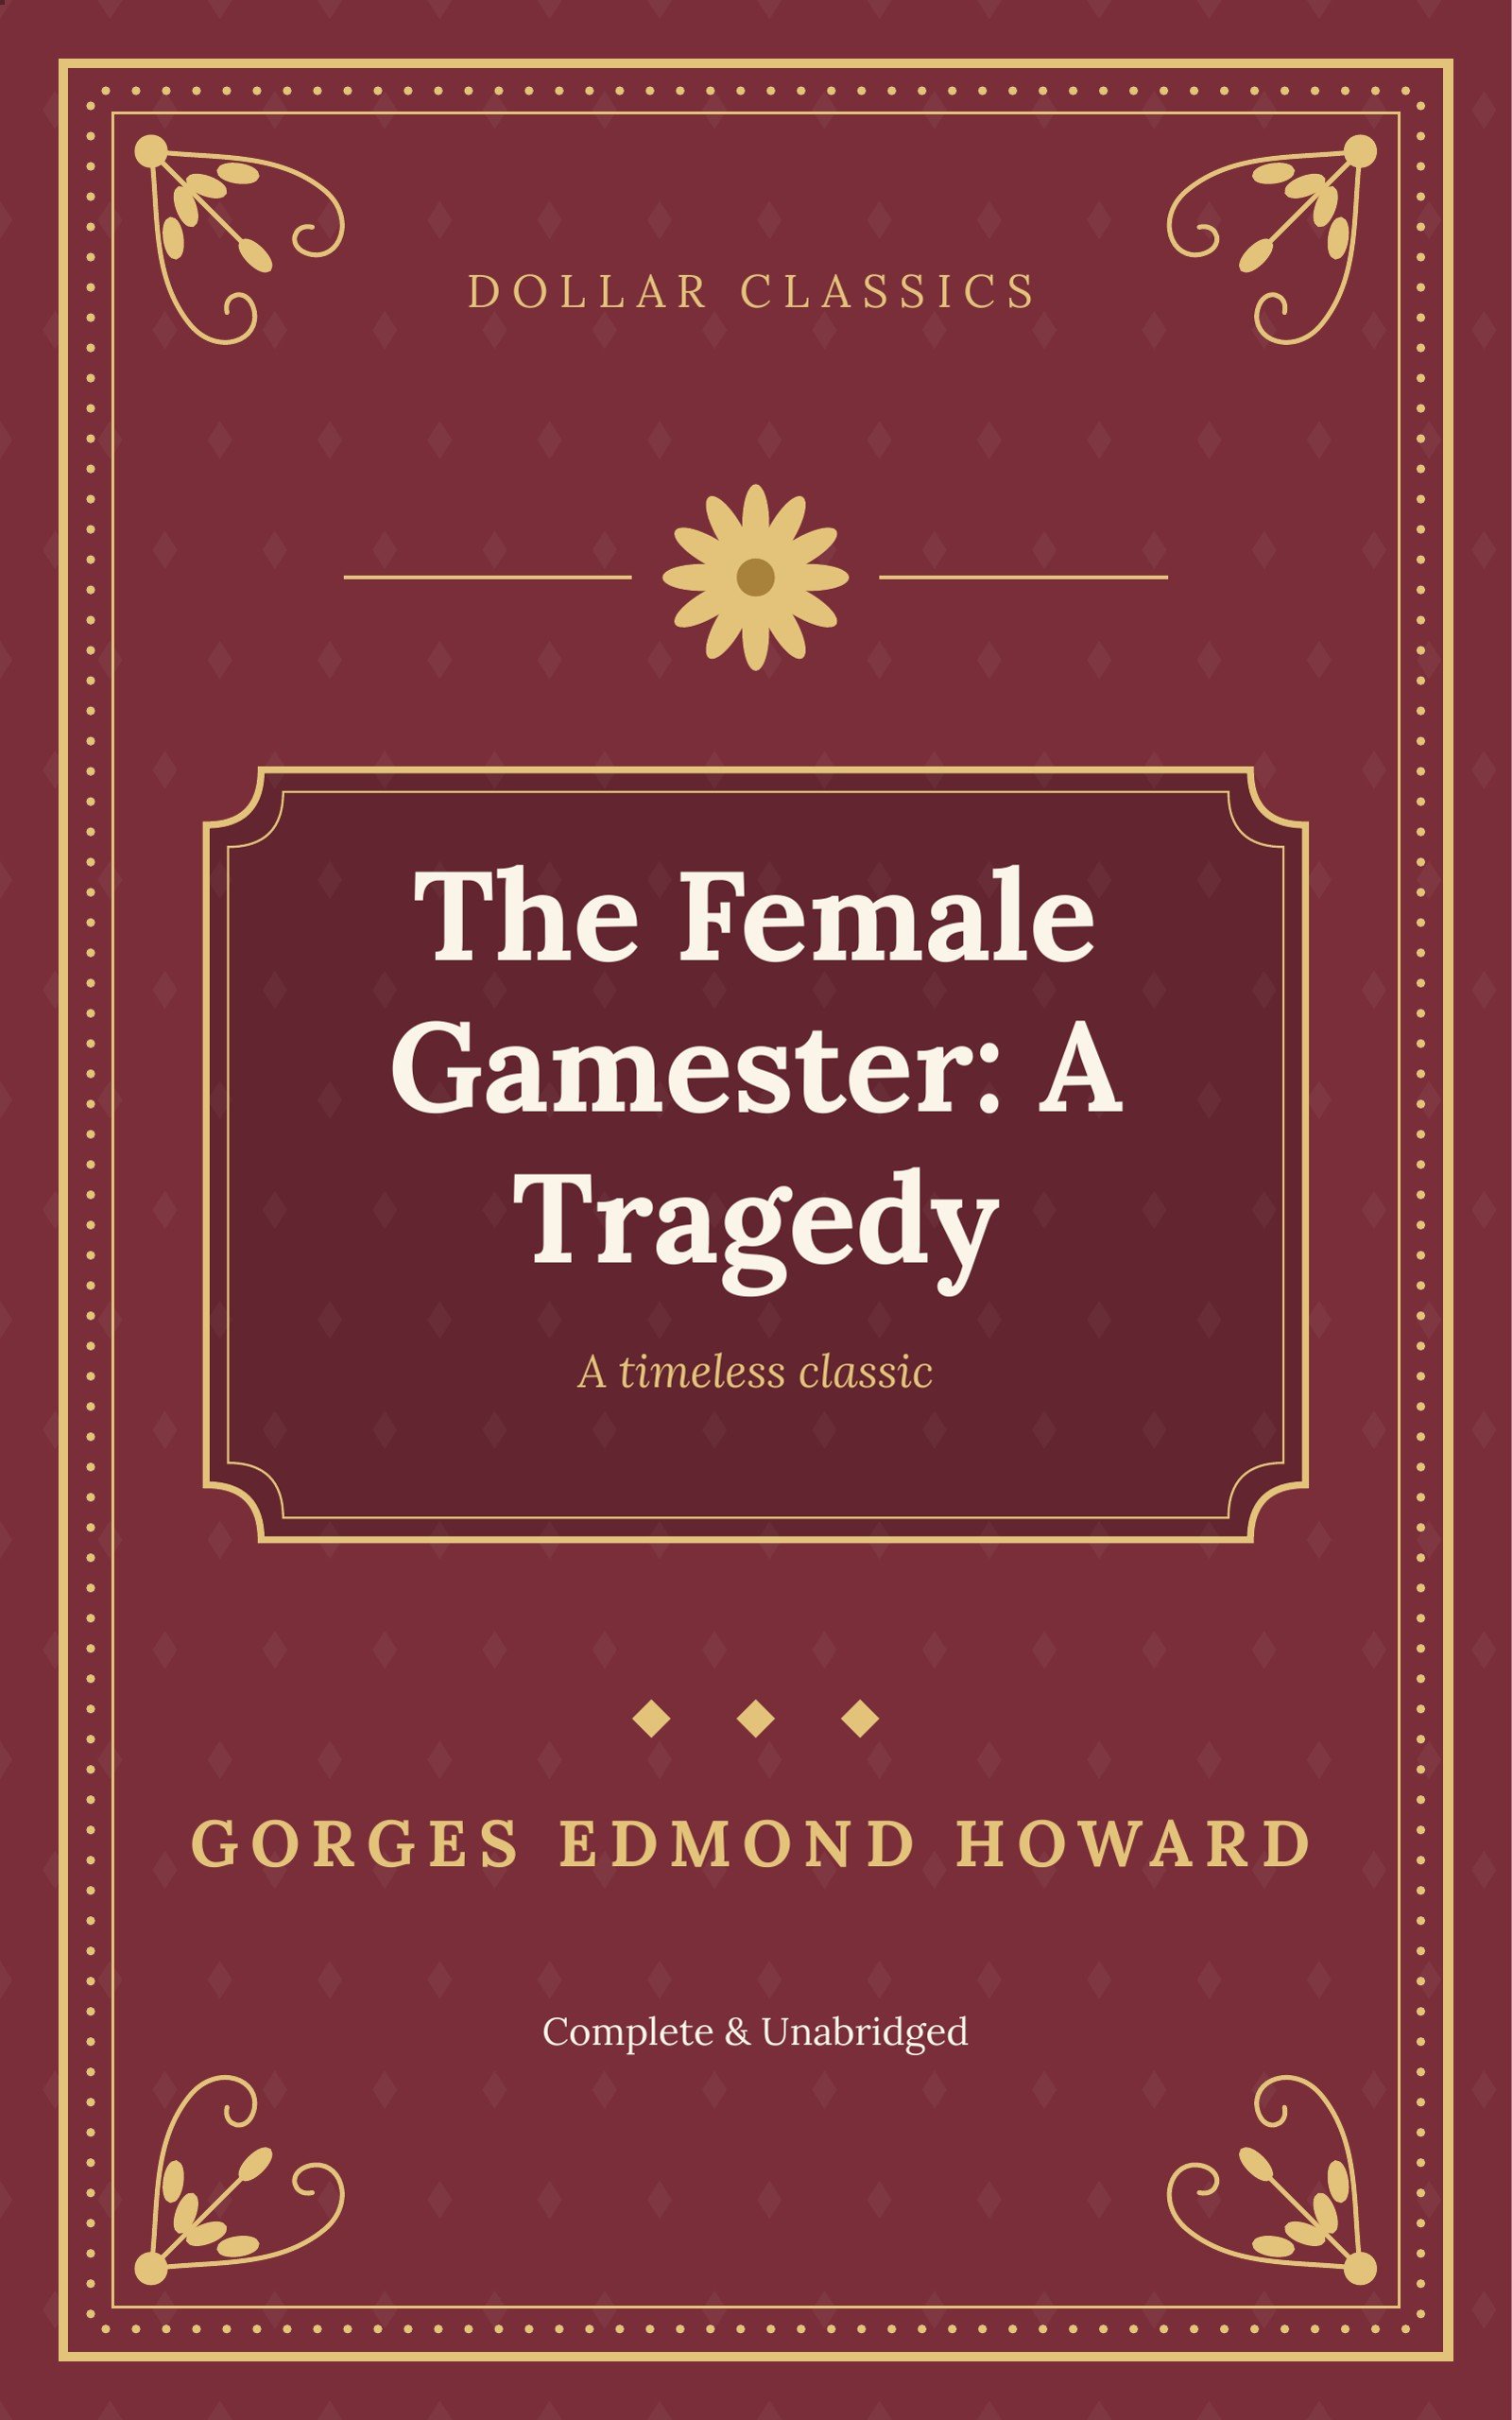 DOLLAR CLASSICS
The Female
Gamester: A
Tragedy
A timeless classic
GORGES EDMOND HOWARD
Complete & Unabridged